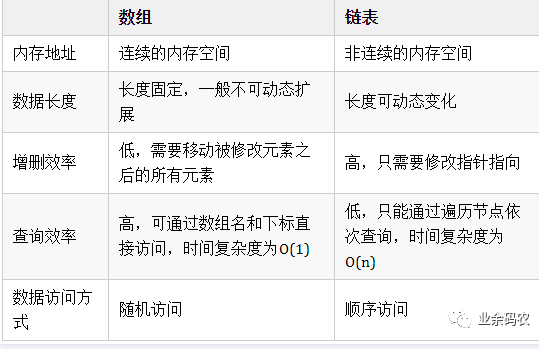 数组 链表
内存地址 连续的内存空间 非连续的内存空间
数据长度 长度固定，一般不可动态扩
展 长度可动态变化
增删效率 低，需要移动被修改元素之
后的所有元素 高，只需要修改指针指向
查询效率 高，可通过数组名和下标直
接访问，时间复杂度为O(1) 低，只能通过遍历节点依
次查询，时间复杂度为
O(n)
数据访问方
式 随机访问 顺序访问
业余码农